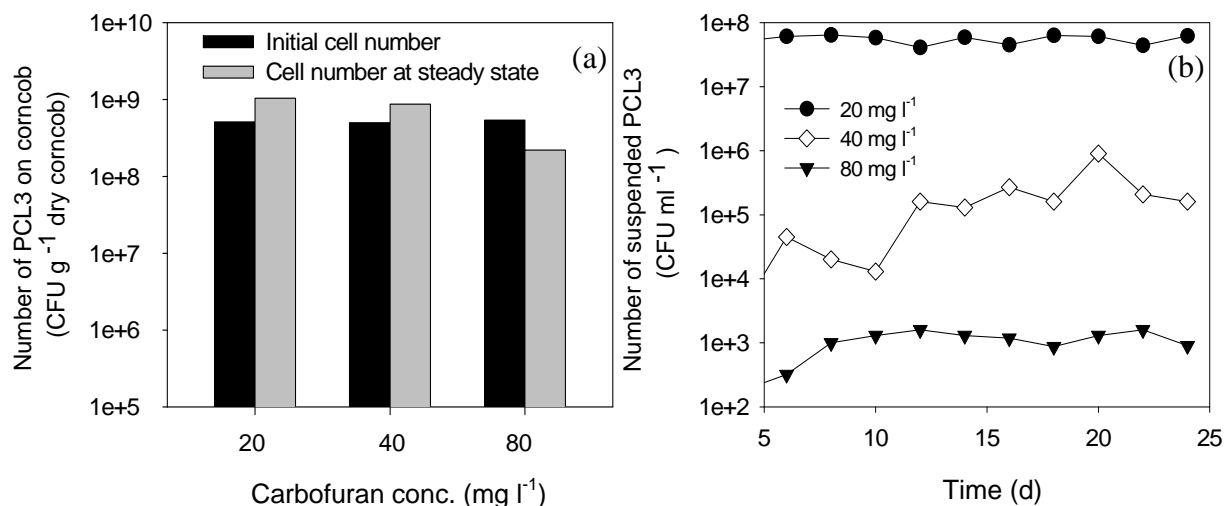 Number of PCL3 on corncob
(CFU g -1 dry corncob)
1e+10
1e+9
1e+8
1e+7
1e+6
1e+5
Initial cell number
Cell number at steady state
(a)
20 40 80
Carbofuran conc. (mg l-1)
Number of suspended PCL3
(CFU ml -1 )
1e+8
1e+7
1e+6
1e+5
1e+4
1e+3
1e+2
(b)
20 mg l-1
40 mg l-1
80 mg l-1
5 10 15 20 25
Time (d)